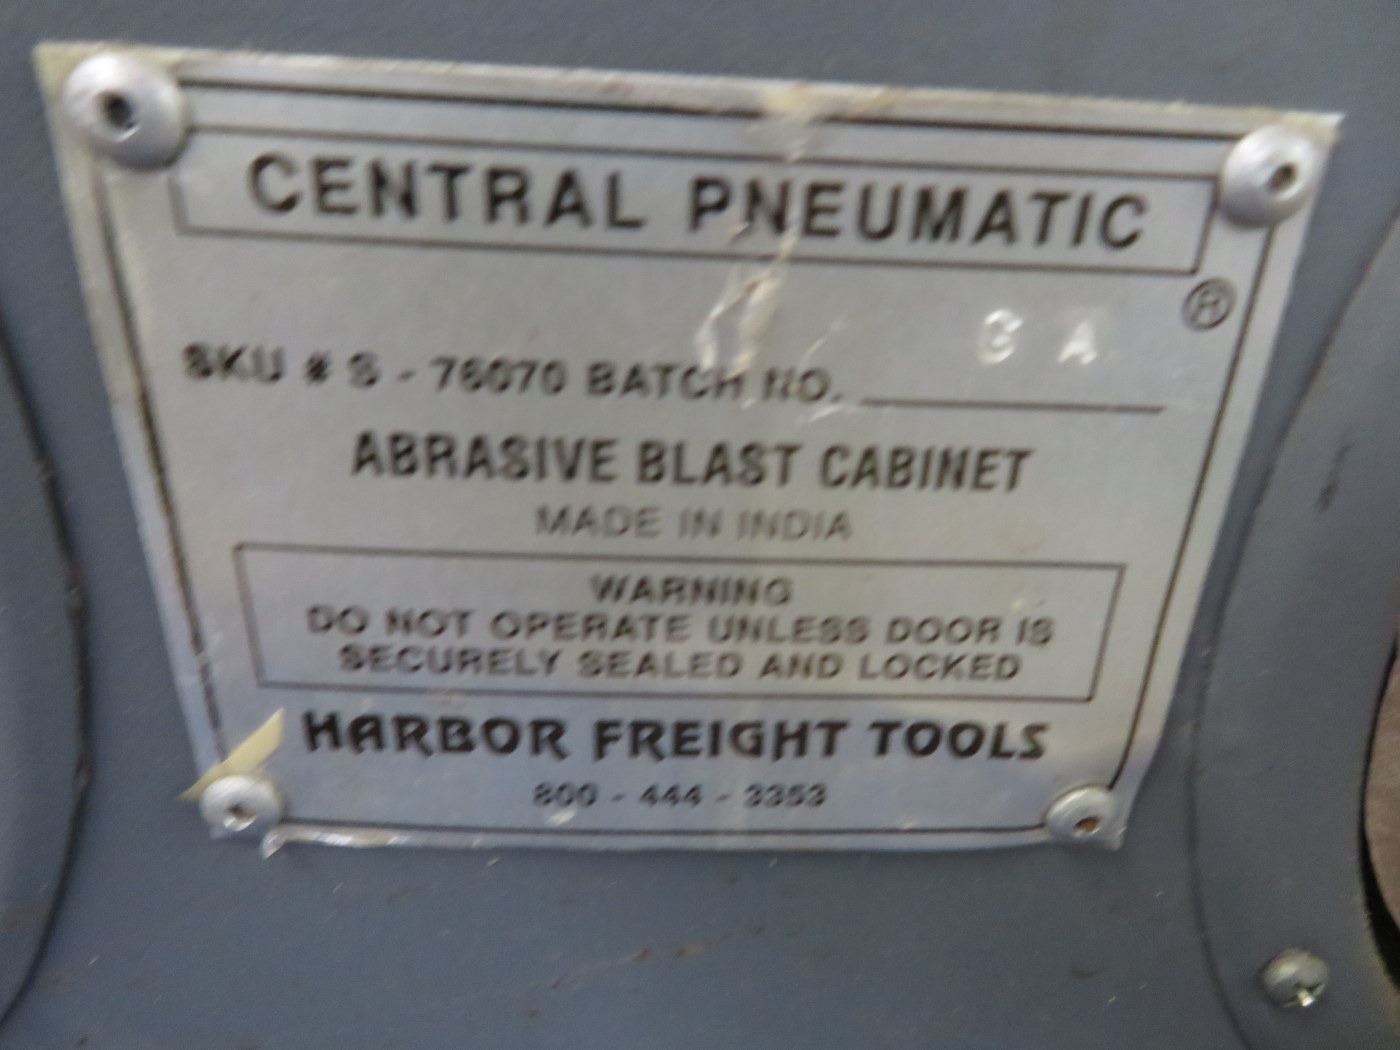 CENTRAL PNEUMATIC
®
SKU # S - 76070 BATCH NO. 3 A
ABRASIVE BLAST CABINET
MADE IN INDIA
WARNING
DO NOT OPERATE UNLESS DOOR IS
SECURELY SEALED AND LOCKED
HARBOR FREIGHT TOOLS
800 - 444 - 3353